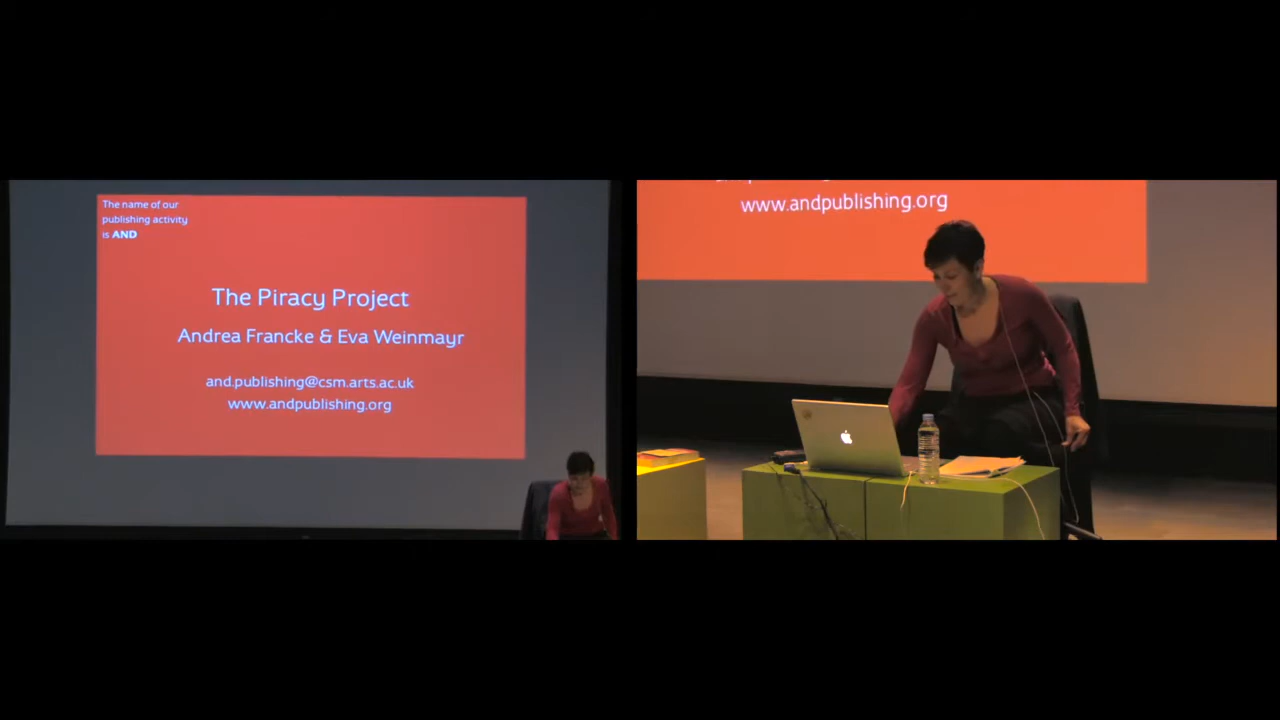 The name of our
publishing activity
is AND
The Piracy Project
Andrea Francke & Eva Weinmayr
and.publishing@csm.arts.ac.uk
www.andpublishing.org
www.andpublishing.org